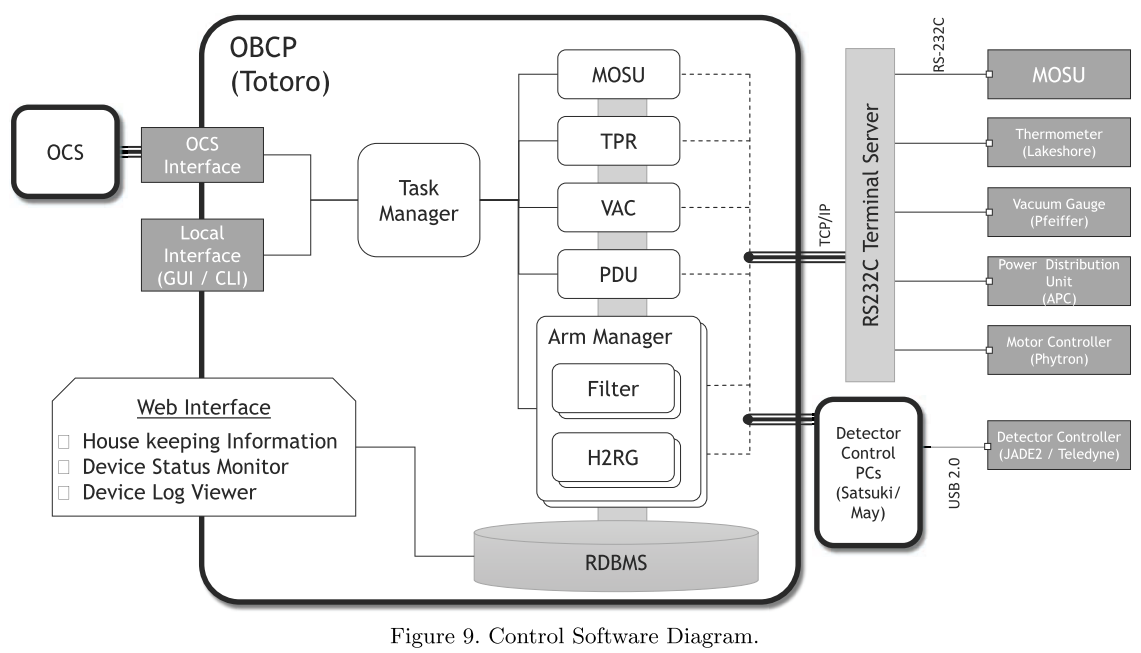 OBCP
(Totoro)
OCS
OCS
Interface
Local
Interface
(GUI / CLI)
Task
Manager
MOSU
TPR
VAC
PDU
Arm Manager
Filter
H2RG
RDBMS
Web Interface
House keeping Information
Device Status Monitor
Device Log Viewer
TCP/IP
RS232C Terminal Server
RS-232C
MOSU
Thermometer
(Lakeshore)
Vacuum Gauge
(Pfeiffer)
Power Distribution
Unit
(APC)
Motor Controller
(Phytron)
Detector
Control
PCs
(Satsuki/
May)
USB 2.0
Detector Controller
(JADE2 / Teledyne)
Figure 9. Control Software Diagram.